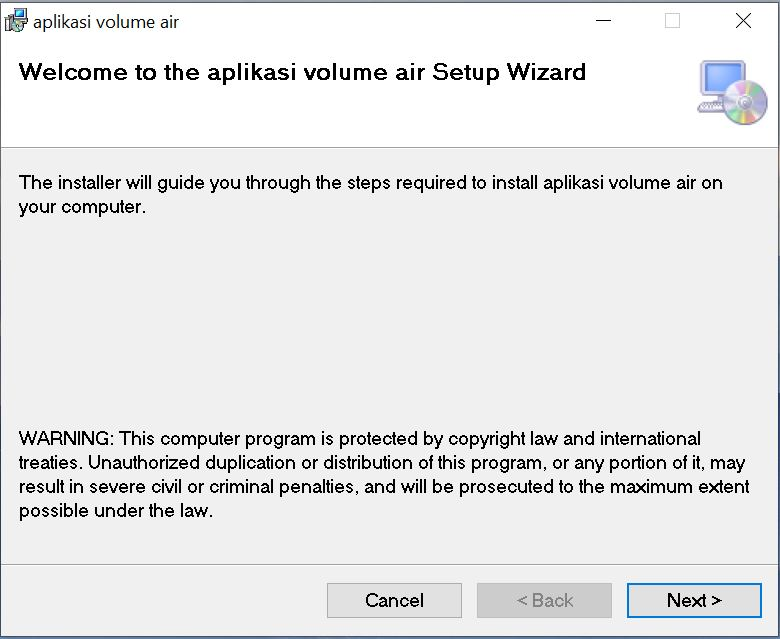 aplikasi volume air
Welcome to the aplikasi volume air Setup Wizard
The installer will guide you through the steps required to install aplikasi volume air on
your computer.
WARNING: This computer program is protected by copyright law and international
treaties. Unauthorized duplication or distribution of this program, or any portion of it, may
result in severe civil or criminal penalties, and will be prosecuted to the maximum extent
possible under the law.
Cancel
< Back
Next >